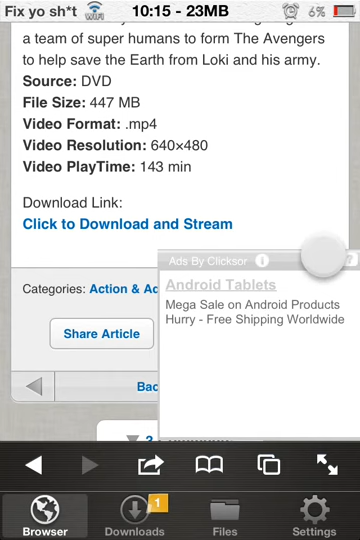 Fix yo sh*t WiFi 10:15 - 23MB 6%
a team of super humans to form The Avengers
to help save the Earth from Loki and his army.
Source: DVD
File Size: 447 MB
Video Format: .mp4
Video Resolution: 640×480
Video PlayTime: 143 min
Download Link:
Click to Download and Stream
Ads By Clicksor i
Android Tablets
Mega Sale on Android Products
Hurry - Free Shipping Worldwide
Categories: Action & Ad
Share Article
Bac
1
Browser Downloads Files Settings